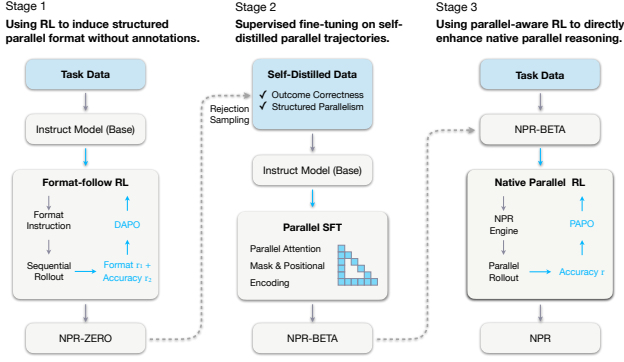 Stage 1
Using RL to induce structured
parallel format without annotations.
Task Data
Instruct Model (Base)
Format-follow RL
Format
Instruction
DAPO
Sequential
Rollout
Format r₁ +
Accuracy r₂
NPR-ZERO
Rejection
Sampling
Stage 2
Supervised fine-tuning on self-
distilled parallel trajectories.
Self-Distilled Data
✓ Outcome Correctness
✓ Structured Parallelism
Instruct Model (Base)
Parallel SFT
Parallel Attention
Mask & Positional
Encoding
NPR-BETA
Stage 3
Using parallel-aware RL to directly
enhance native parallel reasoning.
Task Data
NPR-BETA
Native Parallel RL
NPR
Engine
PAPO
Parallel
Rollout
Accuracy r
NPR